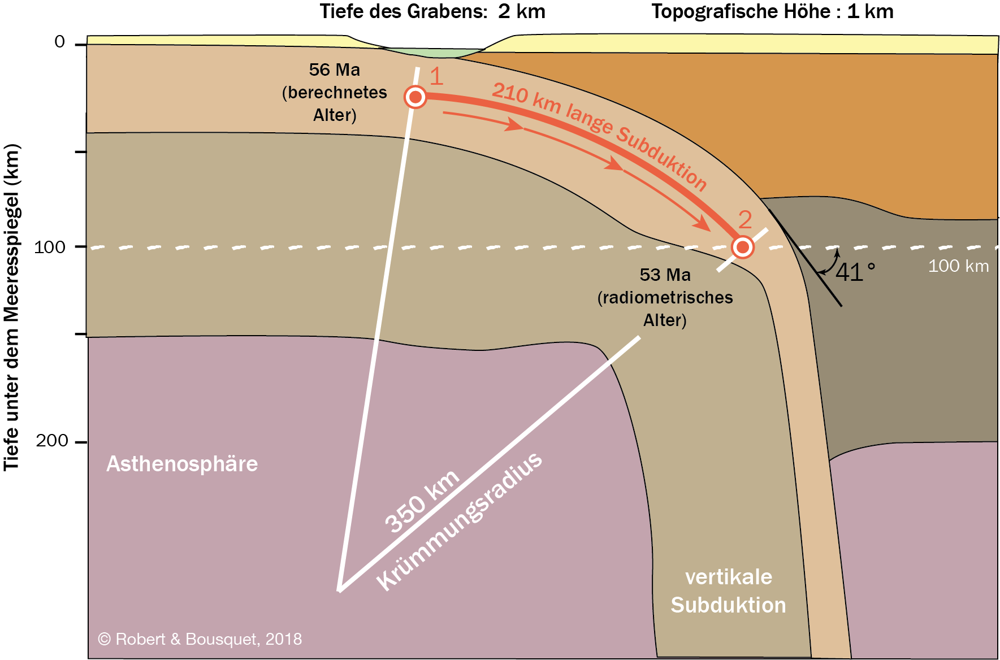 Tiefe des Grabens:  2 km
Topografische Höhe : 1 km
0
56 Ma
(berechnetes
Alter)
1
210 km lange Subduktion
2
Tiefe unter dem Meeresspiegel (km)
100
100 km
41°
53 Ma
(radiometrisches
Alter)
200
Asthenosphäre
350 km
Krümmungsradius
vertikale
Subduktion
© Robert & Bousquet, 2018